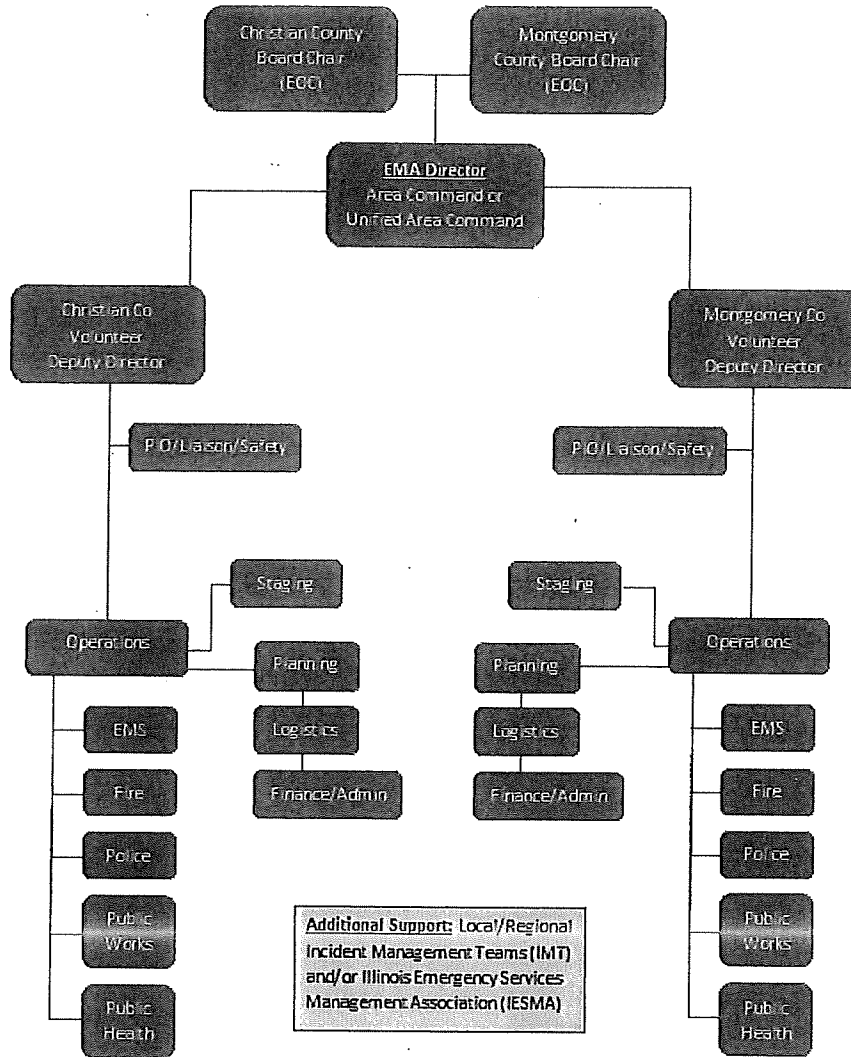 Christian County
Board Chair
(EOC)
Montgomery
County Board Chair
(EOC)
EMA Director
Area Command or
Unified Area Command
Christian Co
Volunteer
Deputy Director
Montgomery Co
Volunteer
Deputy Director
PIO/Liaison/Safety
PIO/Liaison/Safety
Staging
Staging
Operations
Operations
Planning
Planning
Logistics
Logistics
Finance/Admin
Finance/Admin
EMS
Fire
Police
Public
Works
Public
Health
EMS
Fire
Police
Public
Works
Public
Health
Additional Support: Local/Regional
Incident Management Teams (IMT)
and/or Illinois Emergency Services
Management Association (IESMA)